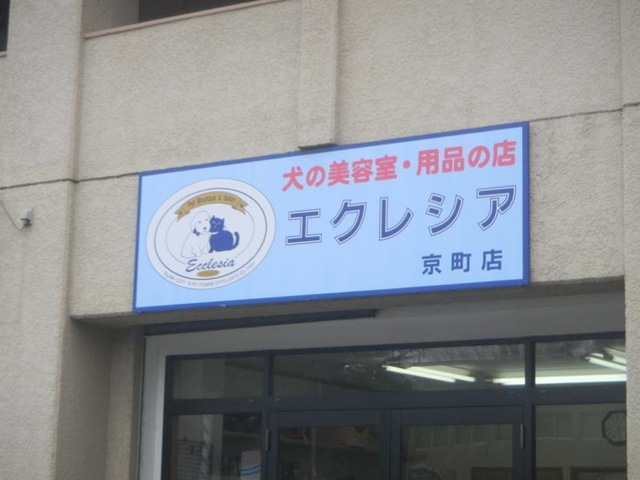 犬の美容室・用品の店
エクレシア
京町店
Ecclesia